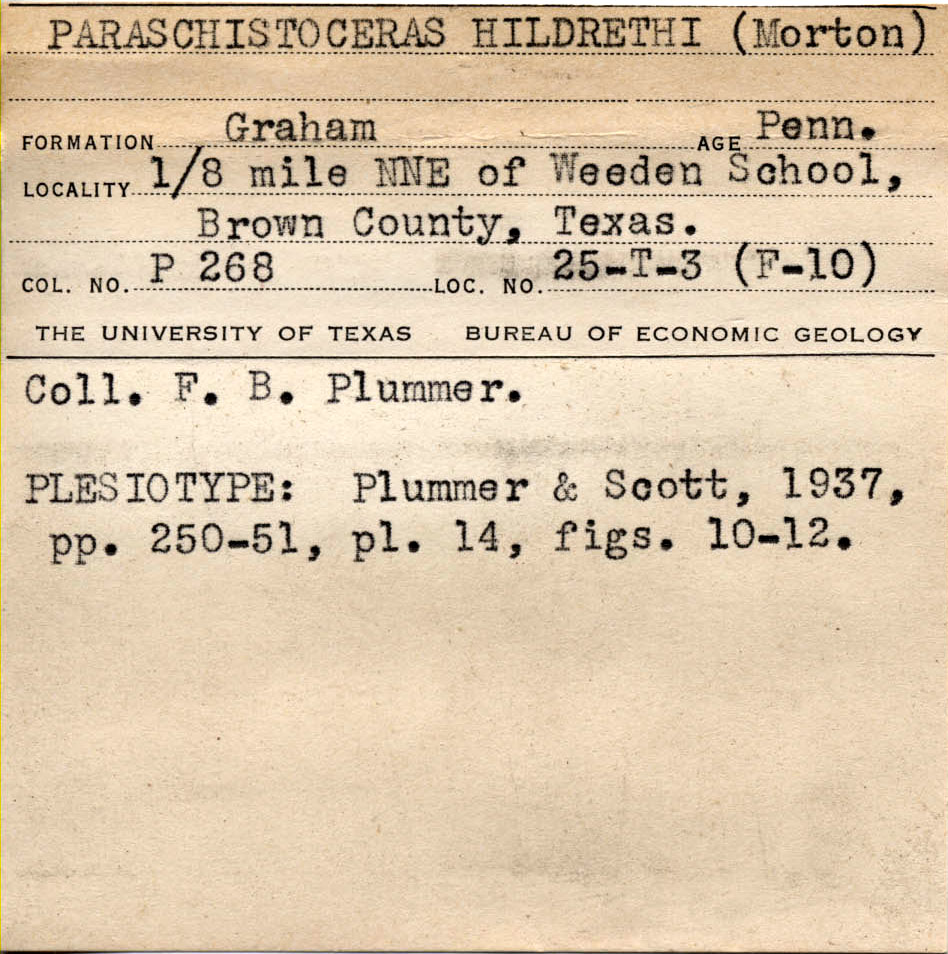 PARASCHISTOCERAS HILDRETHI (Morton)
FORMATION Graham AGE Penn.
LOCALITY 1/8 mile NNE of Weeden School,
Brown County, Texas.
COL. NO. P 268 LOC. NO. 25-T-3 (F-10)
THE UNIVERSITY OF TEXAS BUREAU OF ECONOMIC GEOLOGY
Coll. F. B. Plummer.
PLESIOTYPE: Plummer & Scott, 1937,
pp. 250-51, pl. 14, figs. 10-12.